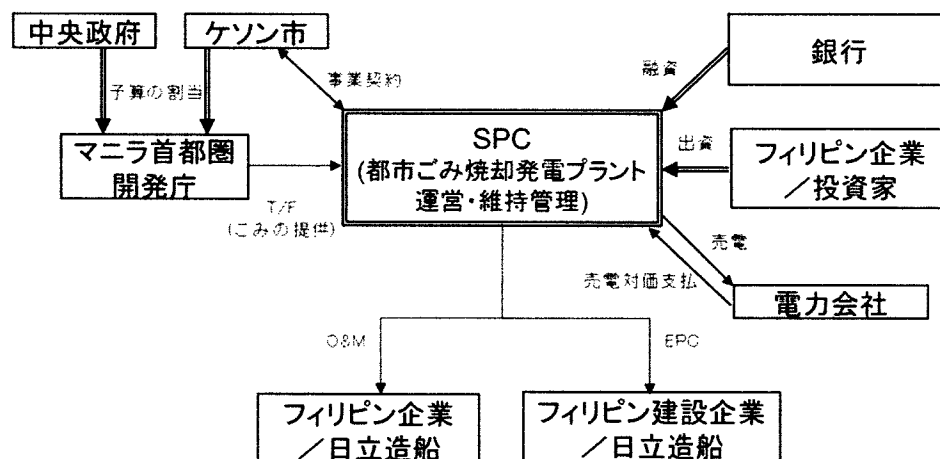 中央政府
ケソン市
銀行
融資
事業契約
予算の割当
SPC
(都市ごみ焼却発電プラント
運営・維持管理)
出資
フィリピン企業
／投資家
マニラ首都圏
開発庁
T/F
(ごみの提供)
売電
売電対価支払
電力会社
O&M
EPC
フィリピン企業
／日立造船
フィリピン建設企業
／日立造船